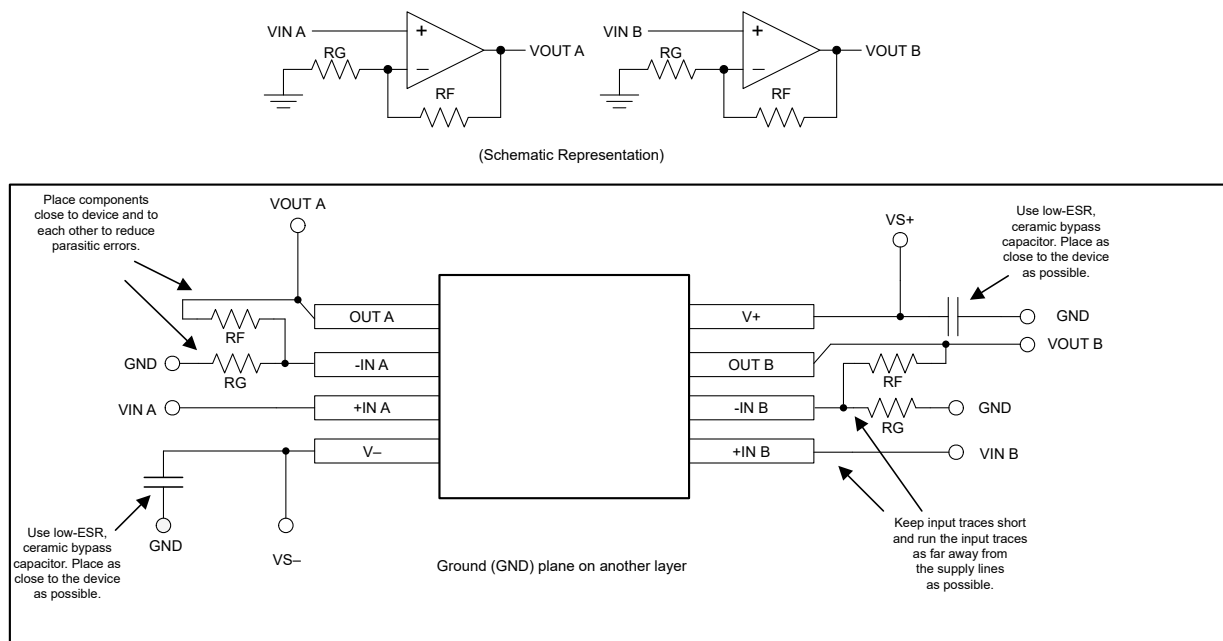 VIN A
+
RG
–
VOUT A
RF
VIN B
+
RG
–
VOUT B
RF
(Schematic Representation)
Place components
close to device and to
each other to reduce
parasitic errors.
VOUT A
VS+
Use low-ESR,
ceramic bypass
capacitor. Place as
close to the device
as possible.
OUT A
V+
GND
RF
VOUT B
GND
RG
-IN A
OUT B
RF
VIN A
+IN A
-IN B
RG
GND
V–
+IN B
VIN B
Use low-ESR,
ceramic bypass
capacitor. Place as
close to the device
as possible.
GND
VS–
Ground (GND) plane on another layer
Keep input traces short
and run the input traces
as far away from
the supply lines
as possible.